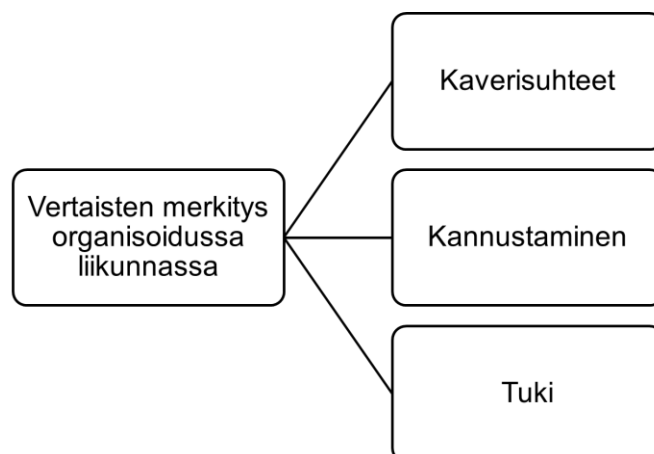 Vertaisten merkitys
organisoidussa
liikunnassa
Kaverisuhteet
Kannustaminen
Tuki